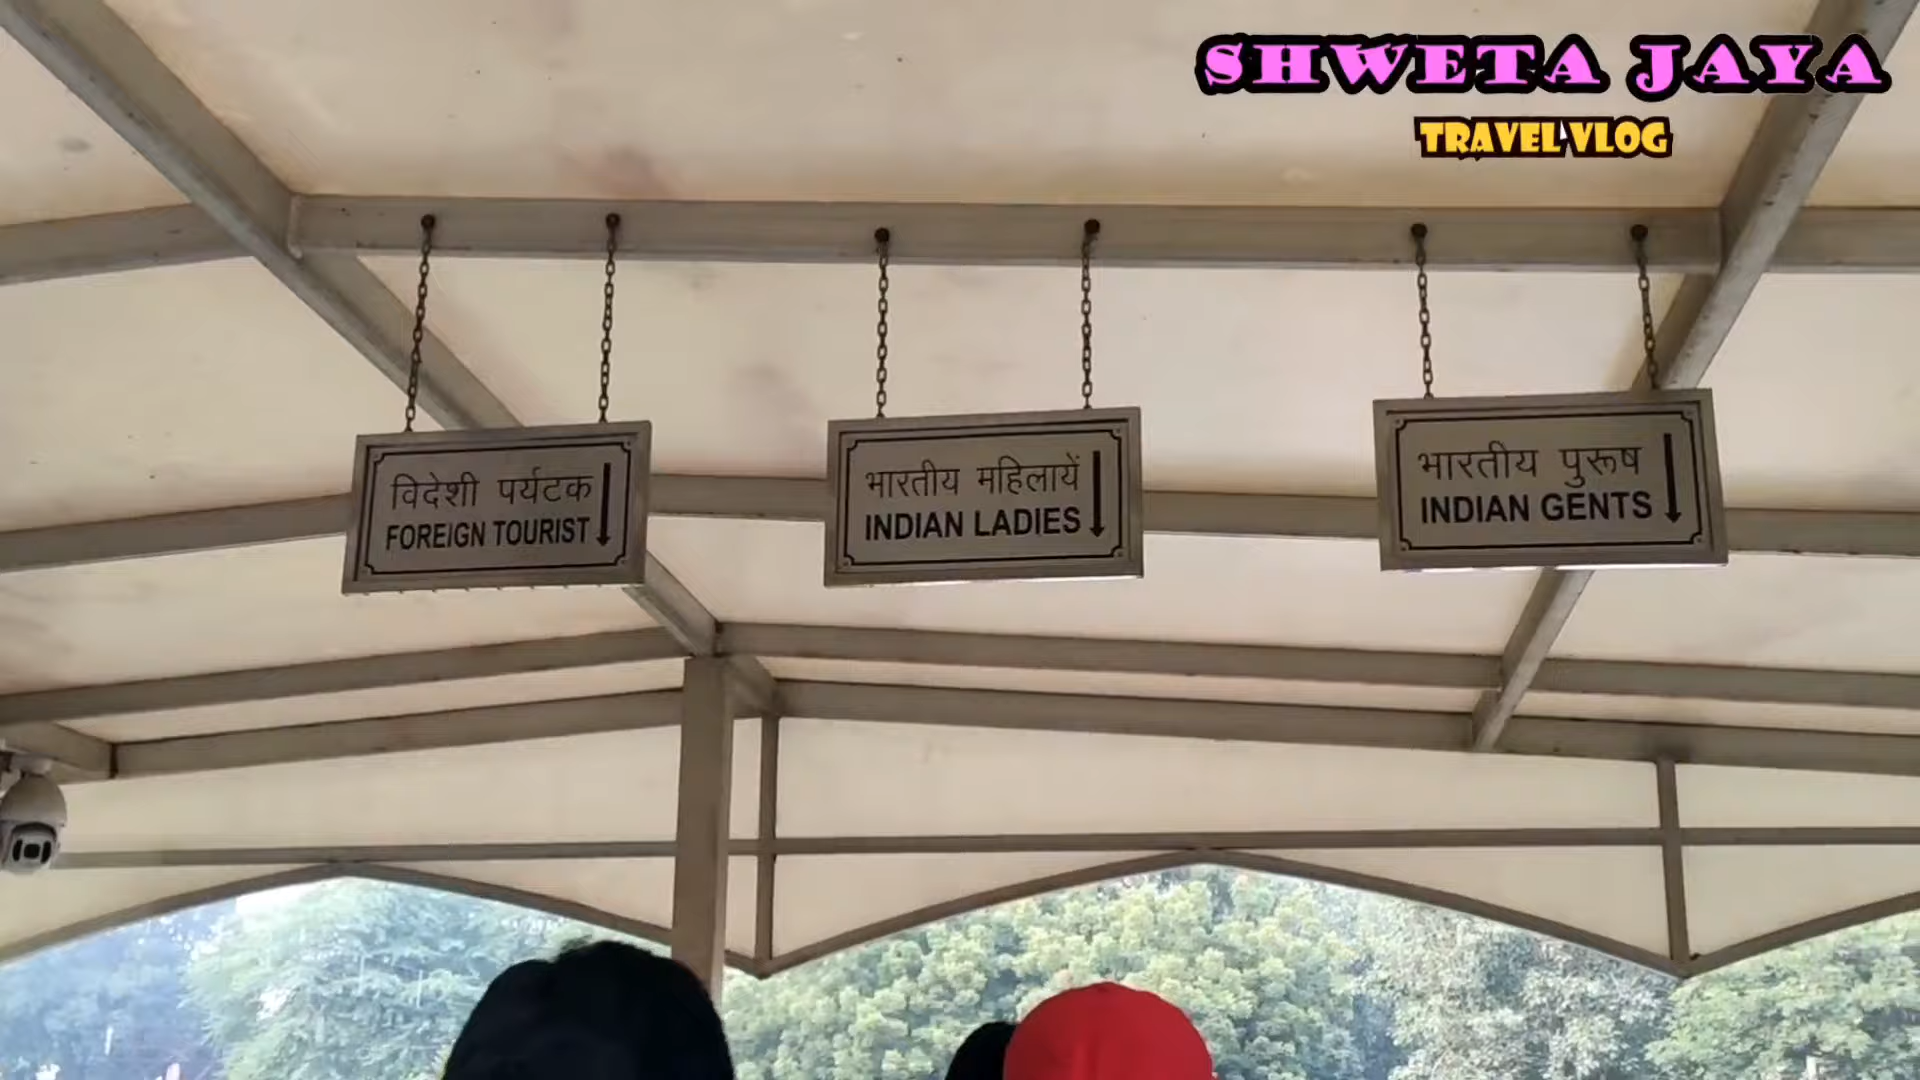 SHWETA JAYA
TRAVEL VLOG
विदेशी पर्यटक
FOREIGN TOURIST
भारतीय महिलायें
INDIAN LADIES
भारतीय पुरूष
INDIAN GENTS